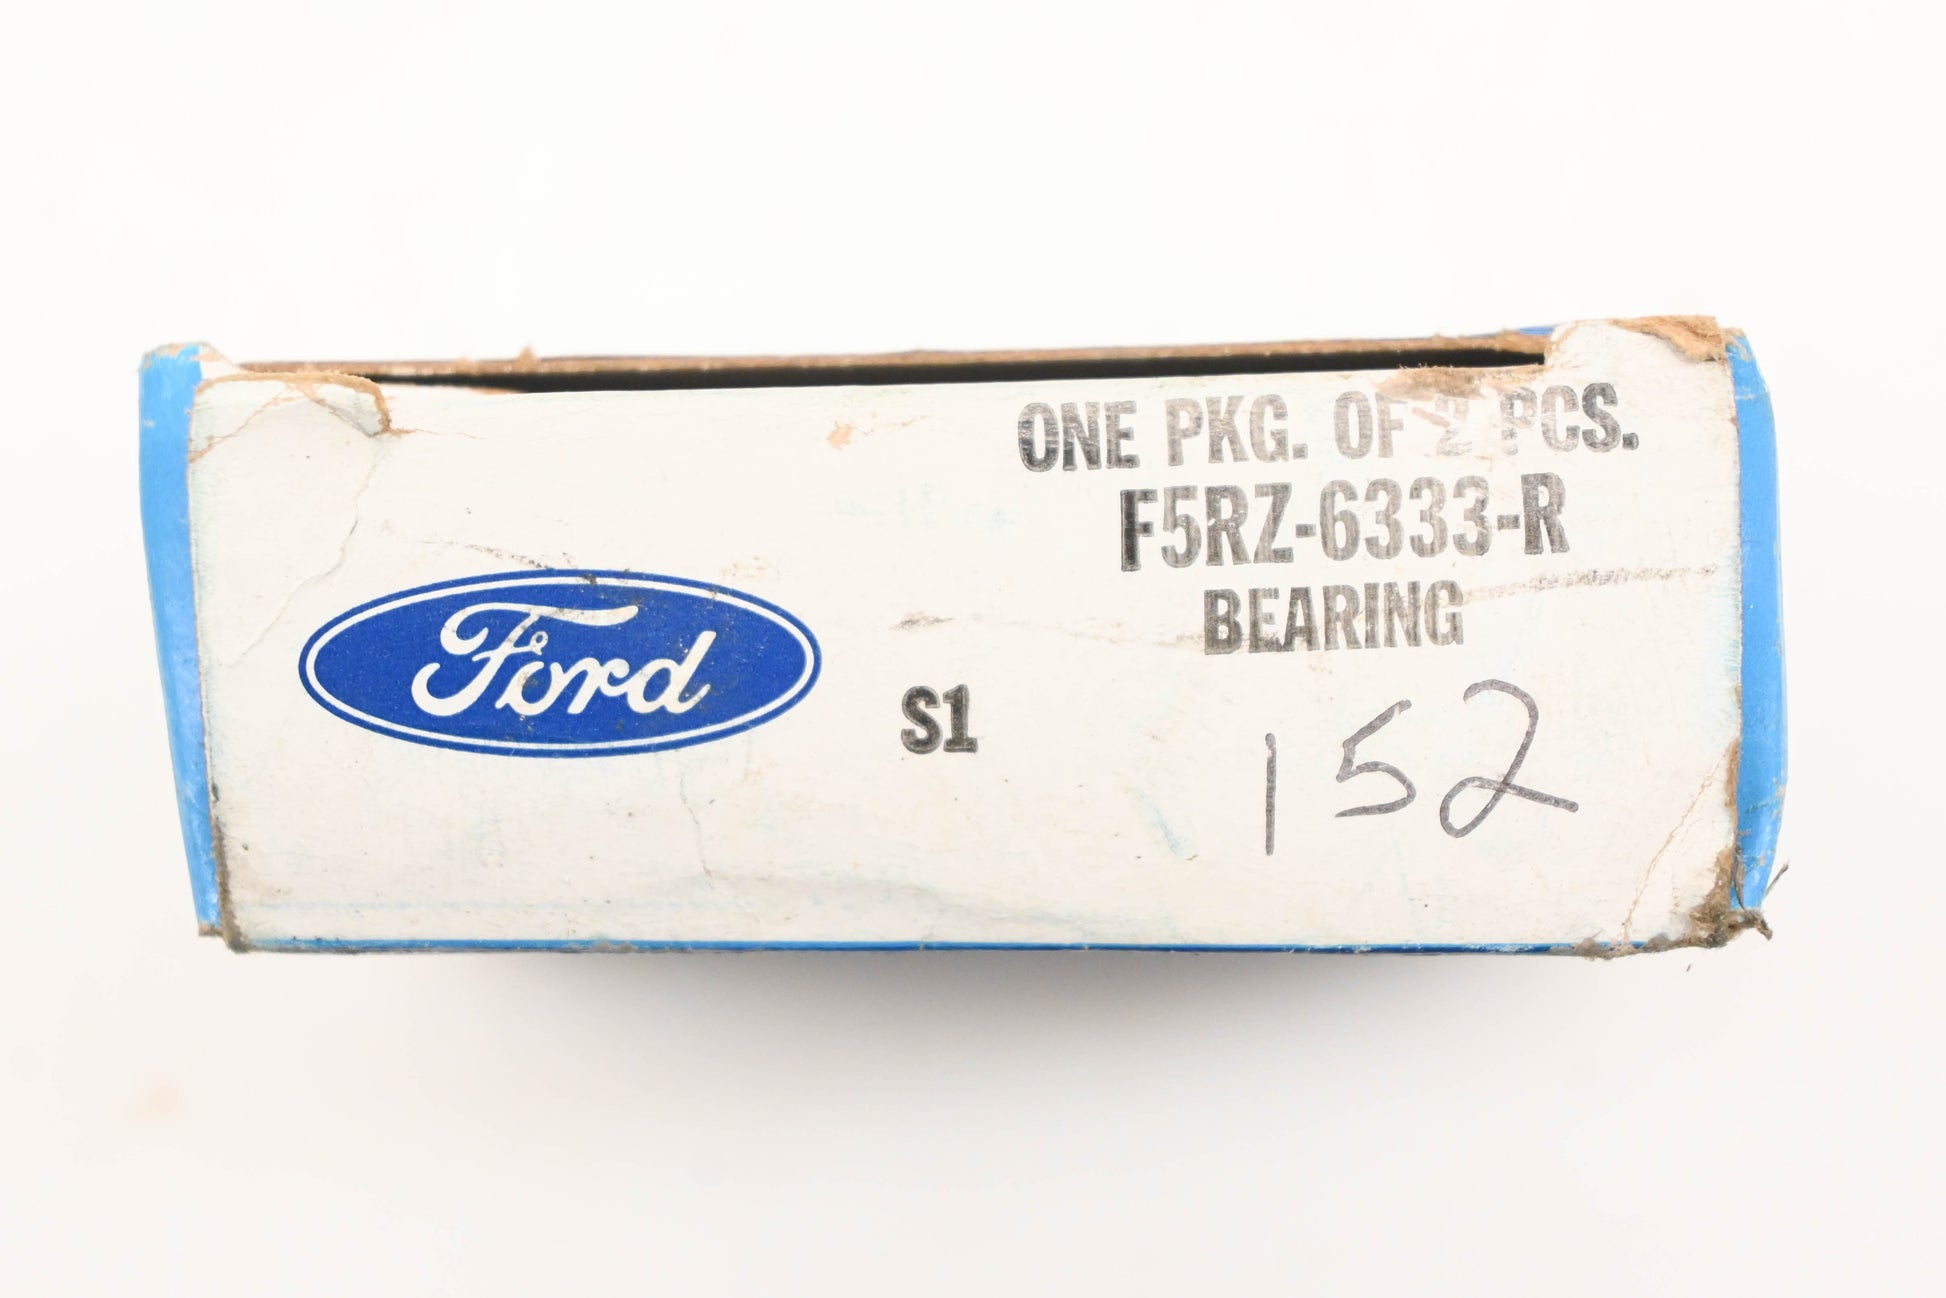 ONE PKG. OF 2 PCS.
F5RZ-6333-R
BEARING
Ford
S1
152